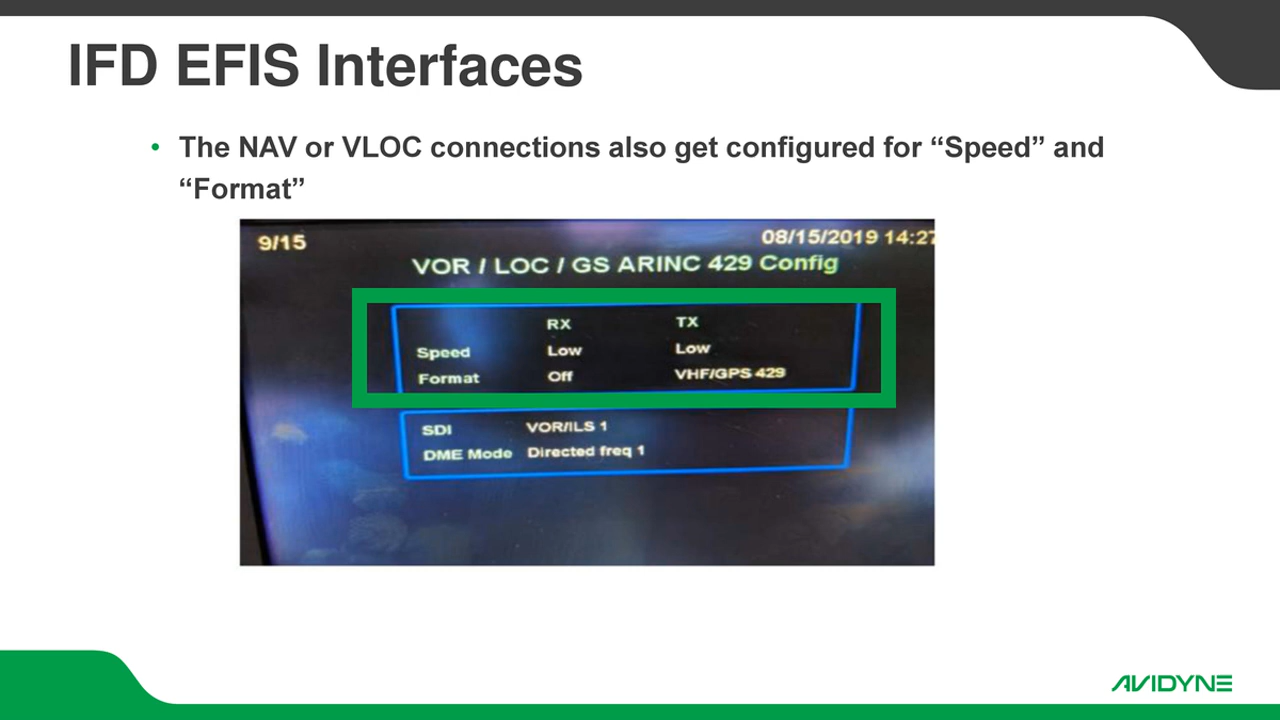 IFD EFIS Interfaces
• The NAV or VLOC connections also get configured for “Speed” and
“Format”
9/15 08/15/2019 14:27
VOR / LOC / GS ARINC 429 Config
RX TX
Speed Low Low
Format Off VHF/GPS 429
SDI VOR/ILS 1
DME Mode Directed freq 1
AVIDYNE